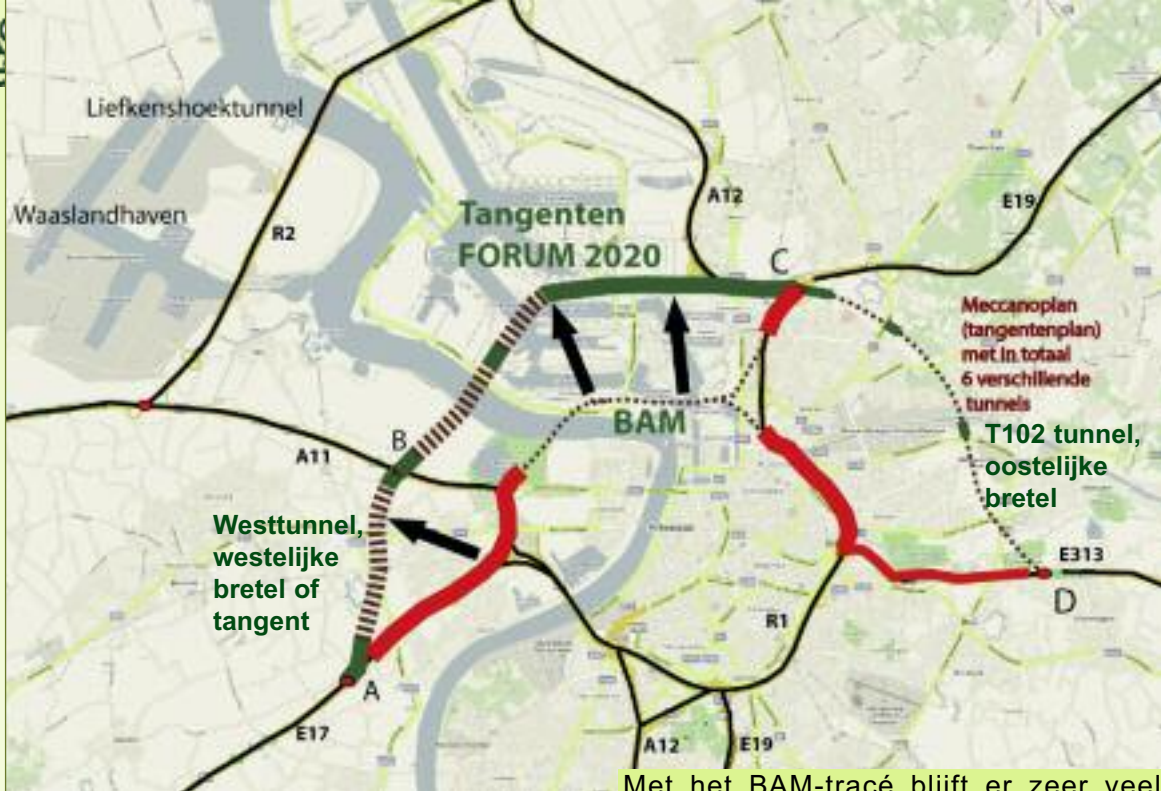 Liefkenshoektunnel
Waaslandhaven
R2
A12
E19
Tangenten
FORUM 2020
C
Meccanoplan
(tangentenplan)
met in totaal
6 verschillende
tunnels
BAM
T102 tunnel,
oostelijke
bretel
B
A11
Westtunnel,
westelijke
bretel of
tangent
E313
D
R1
A
E17
A12
E19
Met het BAM-tracé blijft er zeer veel